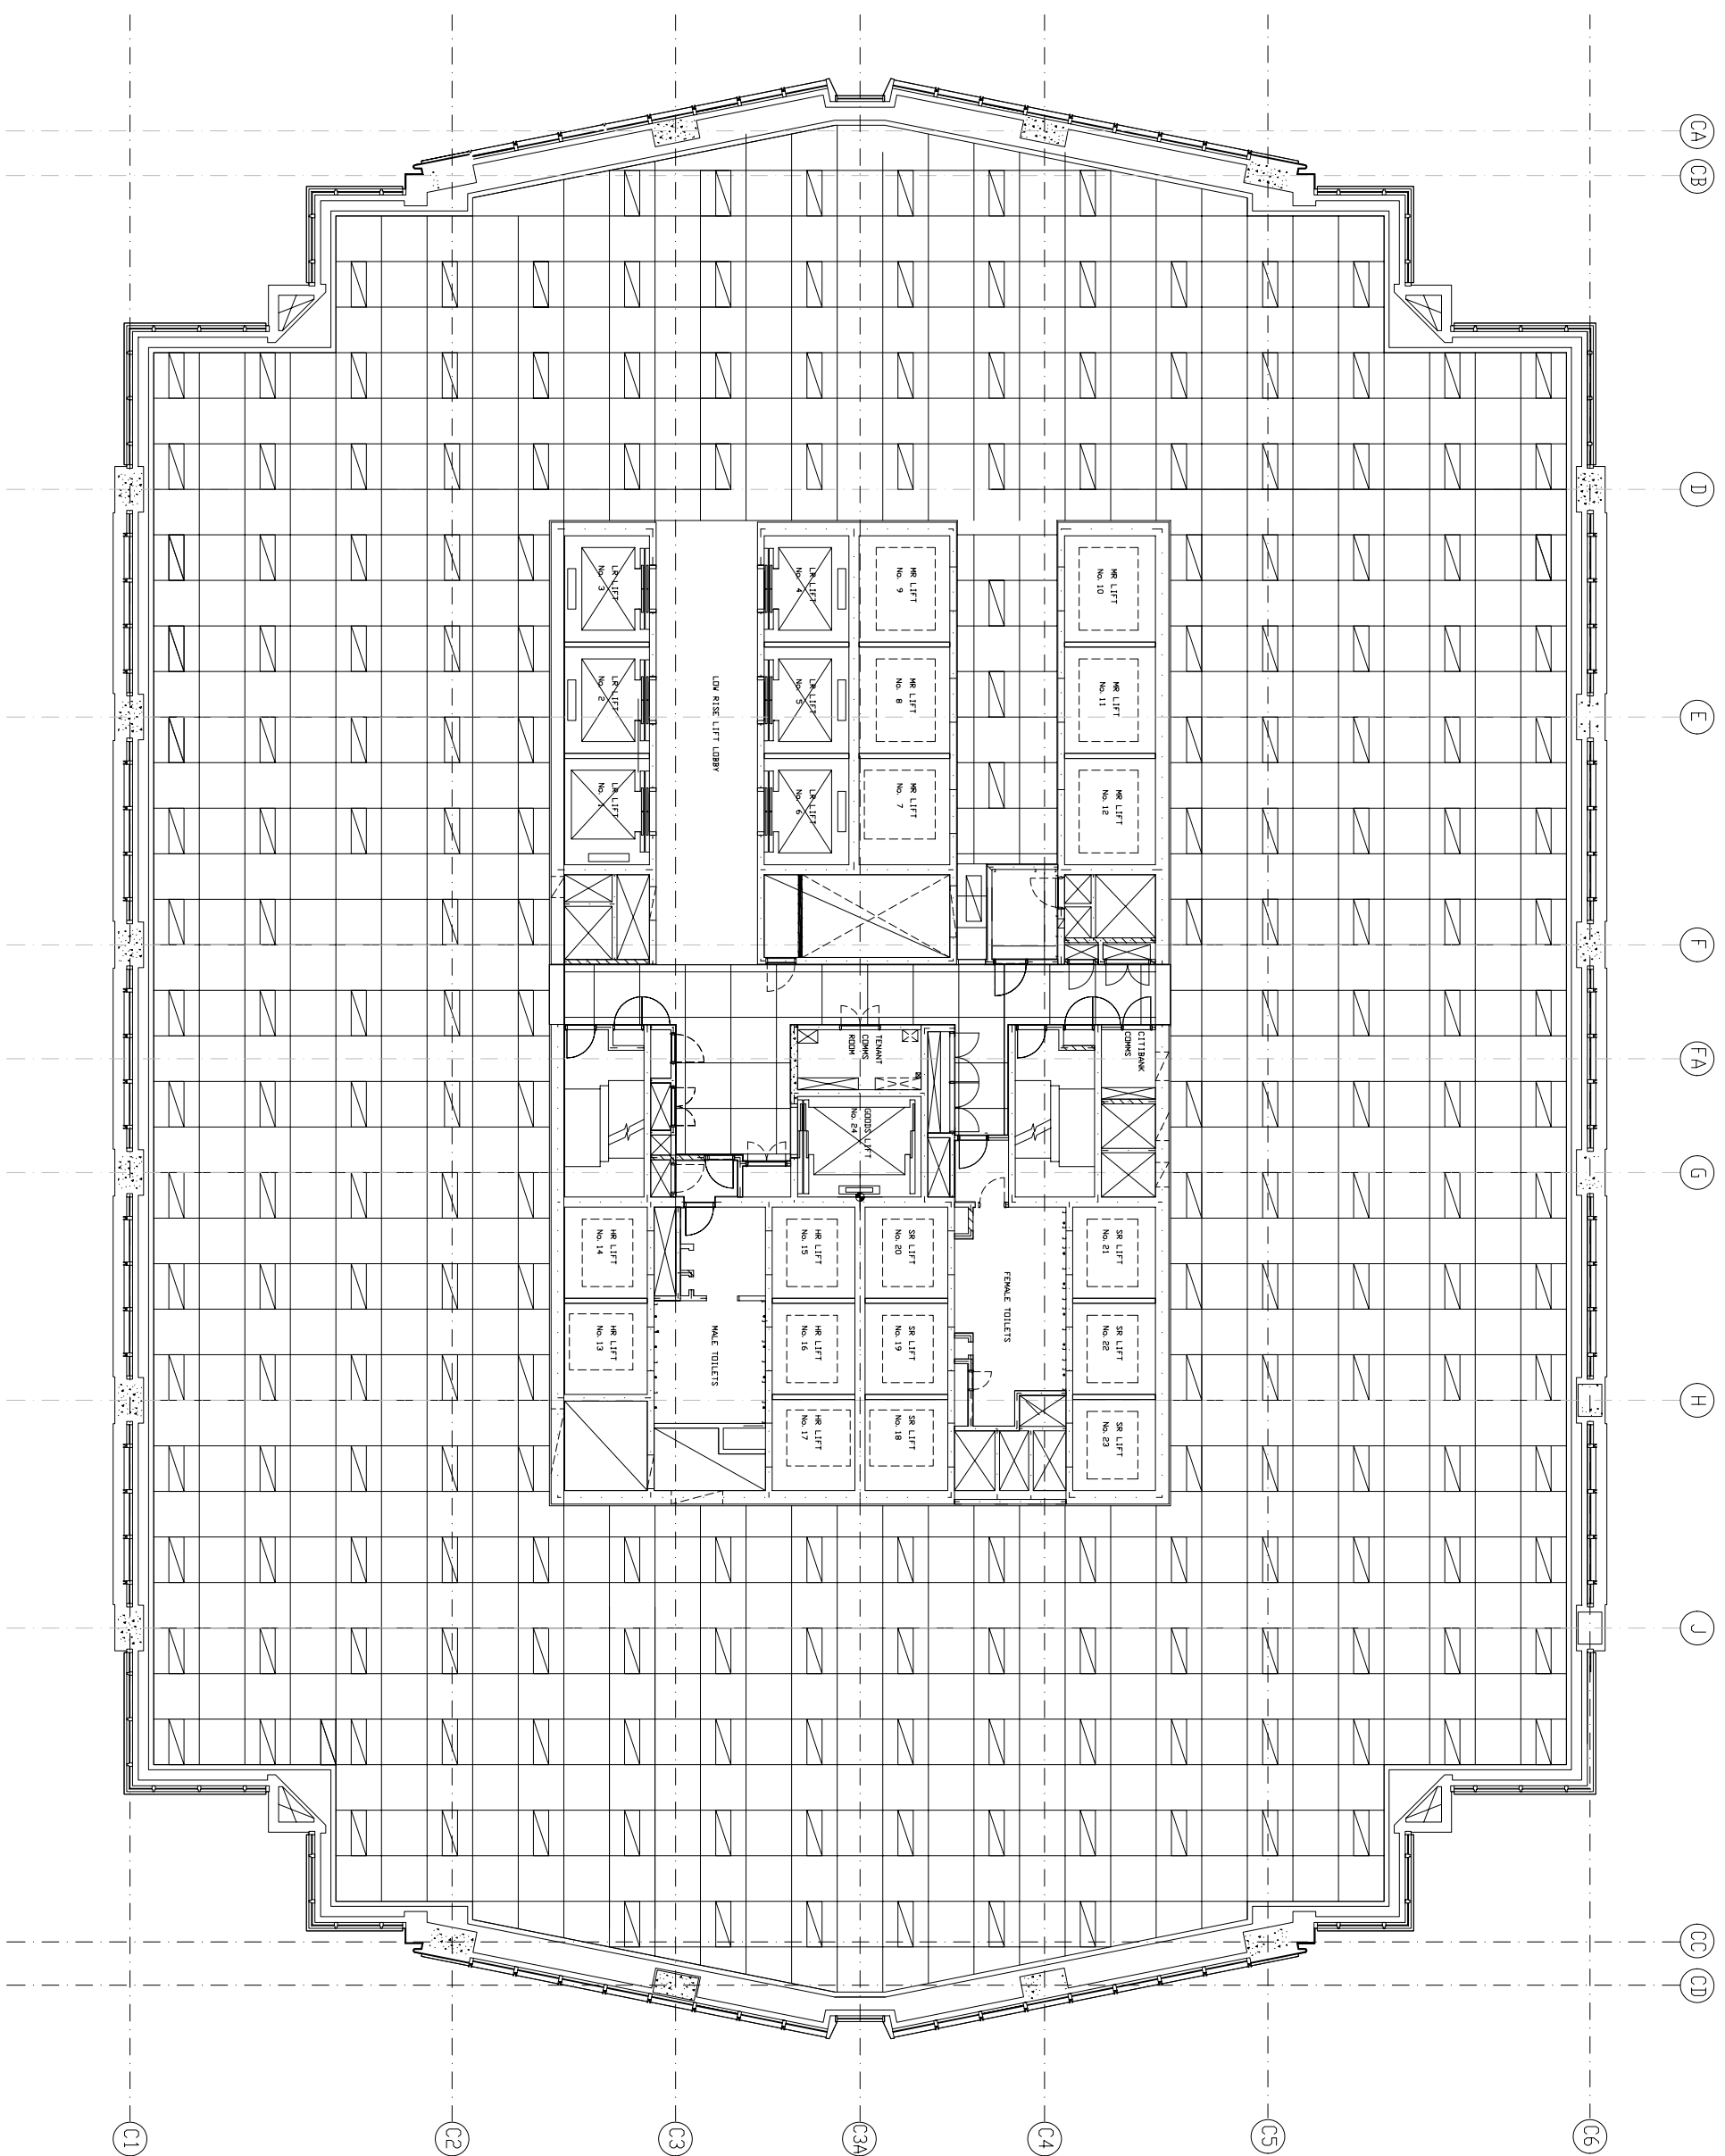 CA
CB
D
LR LIFT
No. 3
LR LIFT
No. 4
MR LIFT
No. 9
MR LIFT
No. 10
LR LIFT
No. 2
LR LIFT
No. 5
MR LIFT
No. 8
MR LIFT
No. 11
LOW RISE LIFT LOBBY
E
LR LIFT
No. 1
LR LIFT
No. 6
MR LIFT
No. 7
MR LIFT
No. 12
F
TENANT
COMMS
ROOM
CITIBANK
COMMS
FA
GOODS LIFT
No. 24
G
HR LIFT
No. 14
HR LIFT
No. 15
SR LIFT
No. 20
SR LIFT
No. 21
FEMALE TOILETS
HR LIFT
No. 13
MALE TOILETS
HR LIFT
No. 16
SR LIFT
No. 19
SR LIFT
No. 22
H
HR LIFT
No. 17
SR LIFT
No. 18
SR LIFT
No. 23
J
CC
CD
C1
C2
C3
C3A
C4
C5
C6